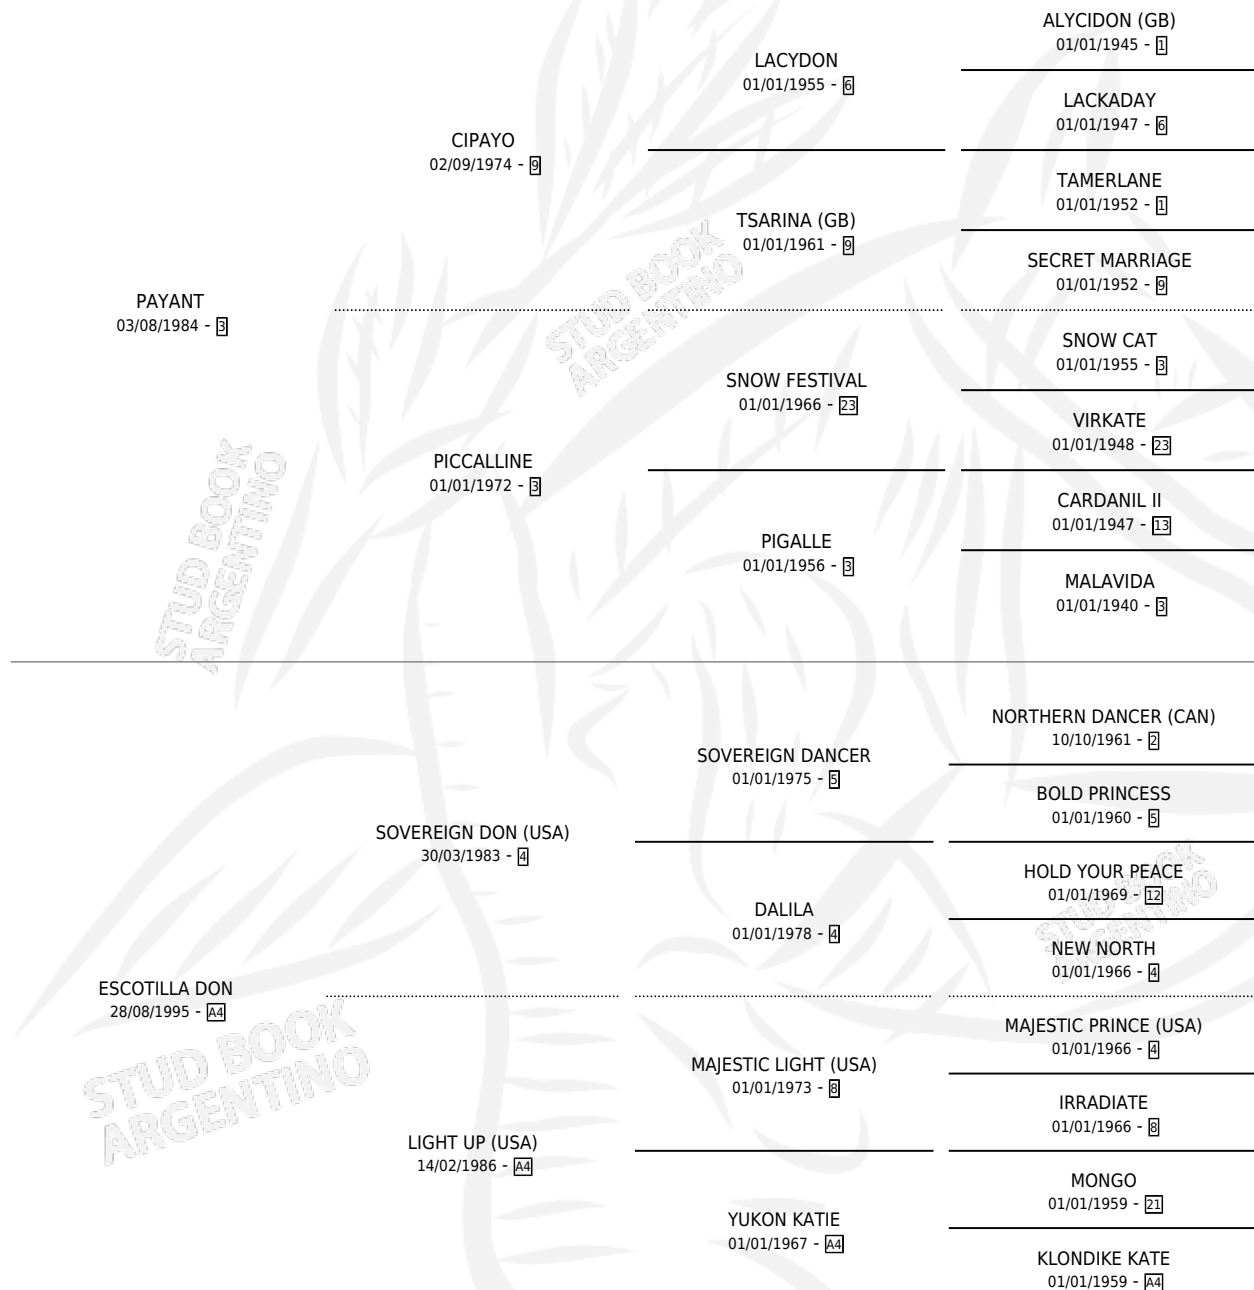 ALYCIDON (GB)
01/01/1945 - 1
LACYDON
01/01/1955 - 6
LACKADAY
01/01/1947 - 6
CIPAYO
02/09/1974 - 9
TAMERLANE
01/01/1952 - 1
TSARINA (GB)
01/01/1961 - 9
SECRET MARRIAGE
01/01/1952 - 9
PAYANT
03/08/1984 - 3
STUD BOOK
ARGENTINO
SNOW CAT
01/01/1955 - 3
SNOW FESTIVAL
01/01/1966 - 23
VIRKATE
01/01/1948 - 23
PICCALLINE
01/01/1972 - 3
CARDANIL II
01/01/1947 - 13
PIGALLE
01/01/1956 - 3
MALAVIDA
01/01/1940 - 3
STUD BOOK
ARGENTINO
NORTHERN DANCER (CAN)
10/10/1961 - 2
SOVEREIGN DANCER
01/01/1975 - 5
BOLD PRINCESS
01/01/1960 - 5
SOVEREIGN DON (USA)
30/03/1983 - 4
HOLD YOUR PEACE
01/01/1969 - 12
DALILA
01/01/1978 - 4
NEW NORTH
01/01/1966 - 4
STUD BOOK
ARGENTINO
ESCOTILLA DON
28/08/1995 - A4
MAJESTIC PRINCE (USA)
01/01/1966 - 4
MAJESTIC LIGHT (USA)
01/01/1973 - 8
IRRADIATE
01/01/1966 - 8
STUD BOOK
ARGENTINO
LIGHT UP (USA)
14/02/1986 - A4
MONGO
01/01/1959 - 21
YUKON KATIE
01/01/1967 - A4
KLONDIKE KATE
01/01/1959 - A4